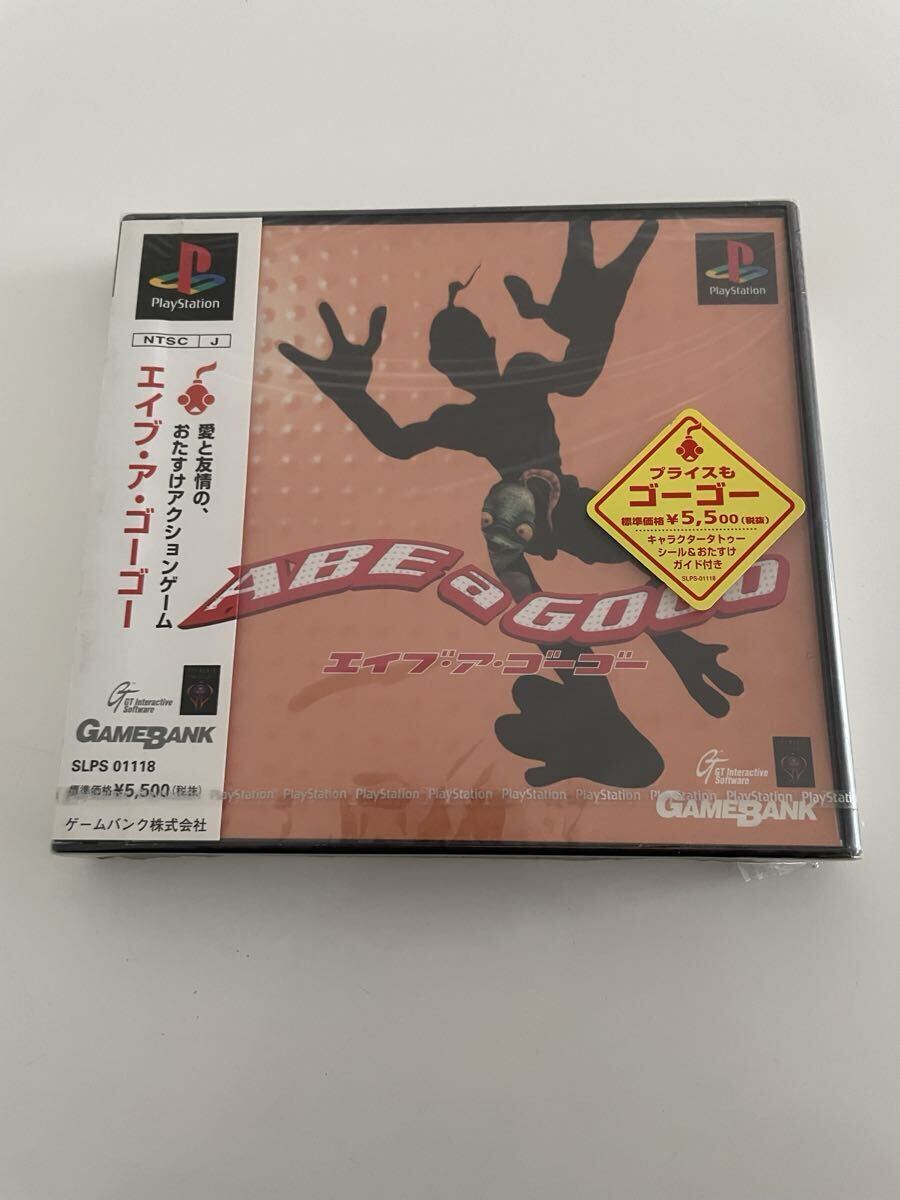 PlayStation
NTSC J
エイブ・ア・ゴーゴー
愛と友情の、
おたすけアクションゲーム
GT Interactive
Software
GAMEBANK
SLPS 01118
標準価格¥5,500(税抜)
ゲームバンク株式会社
PlayStation
ABE a GOGO
エイブ・ア・ゴーゴー
プライスも
ゴーゴー
標準価格¥5,500(税抜)
キャラクタータトゥー
シール&おたすけ
ガイド付き
SLPS-01118
GT Interactive
Software
GAMEBANK
PlayStation PlayStation PlayStation PlayStation PlayStation PlayStation PlayStation PlayStation PlayStation